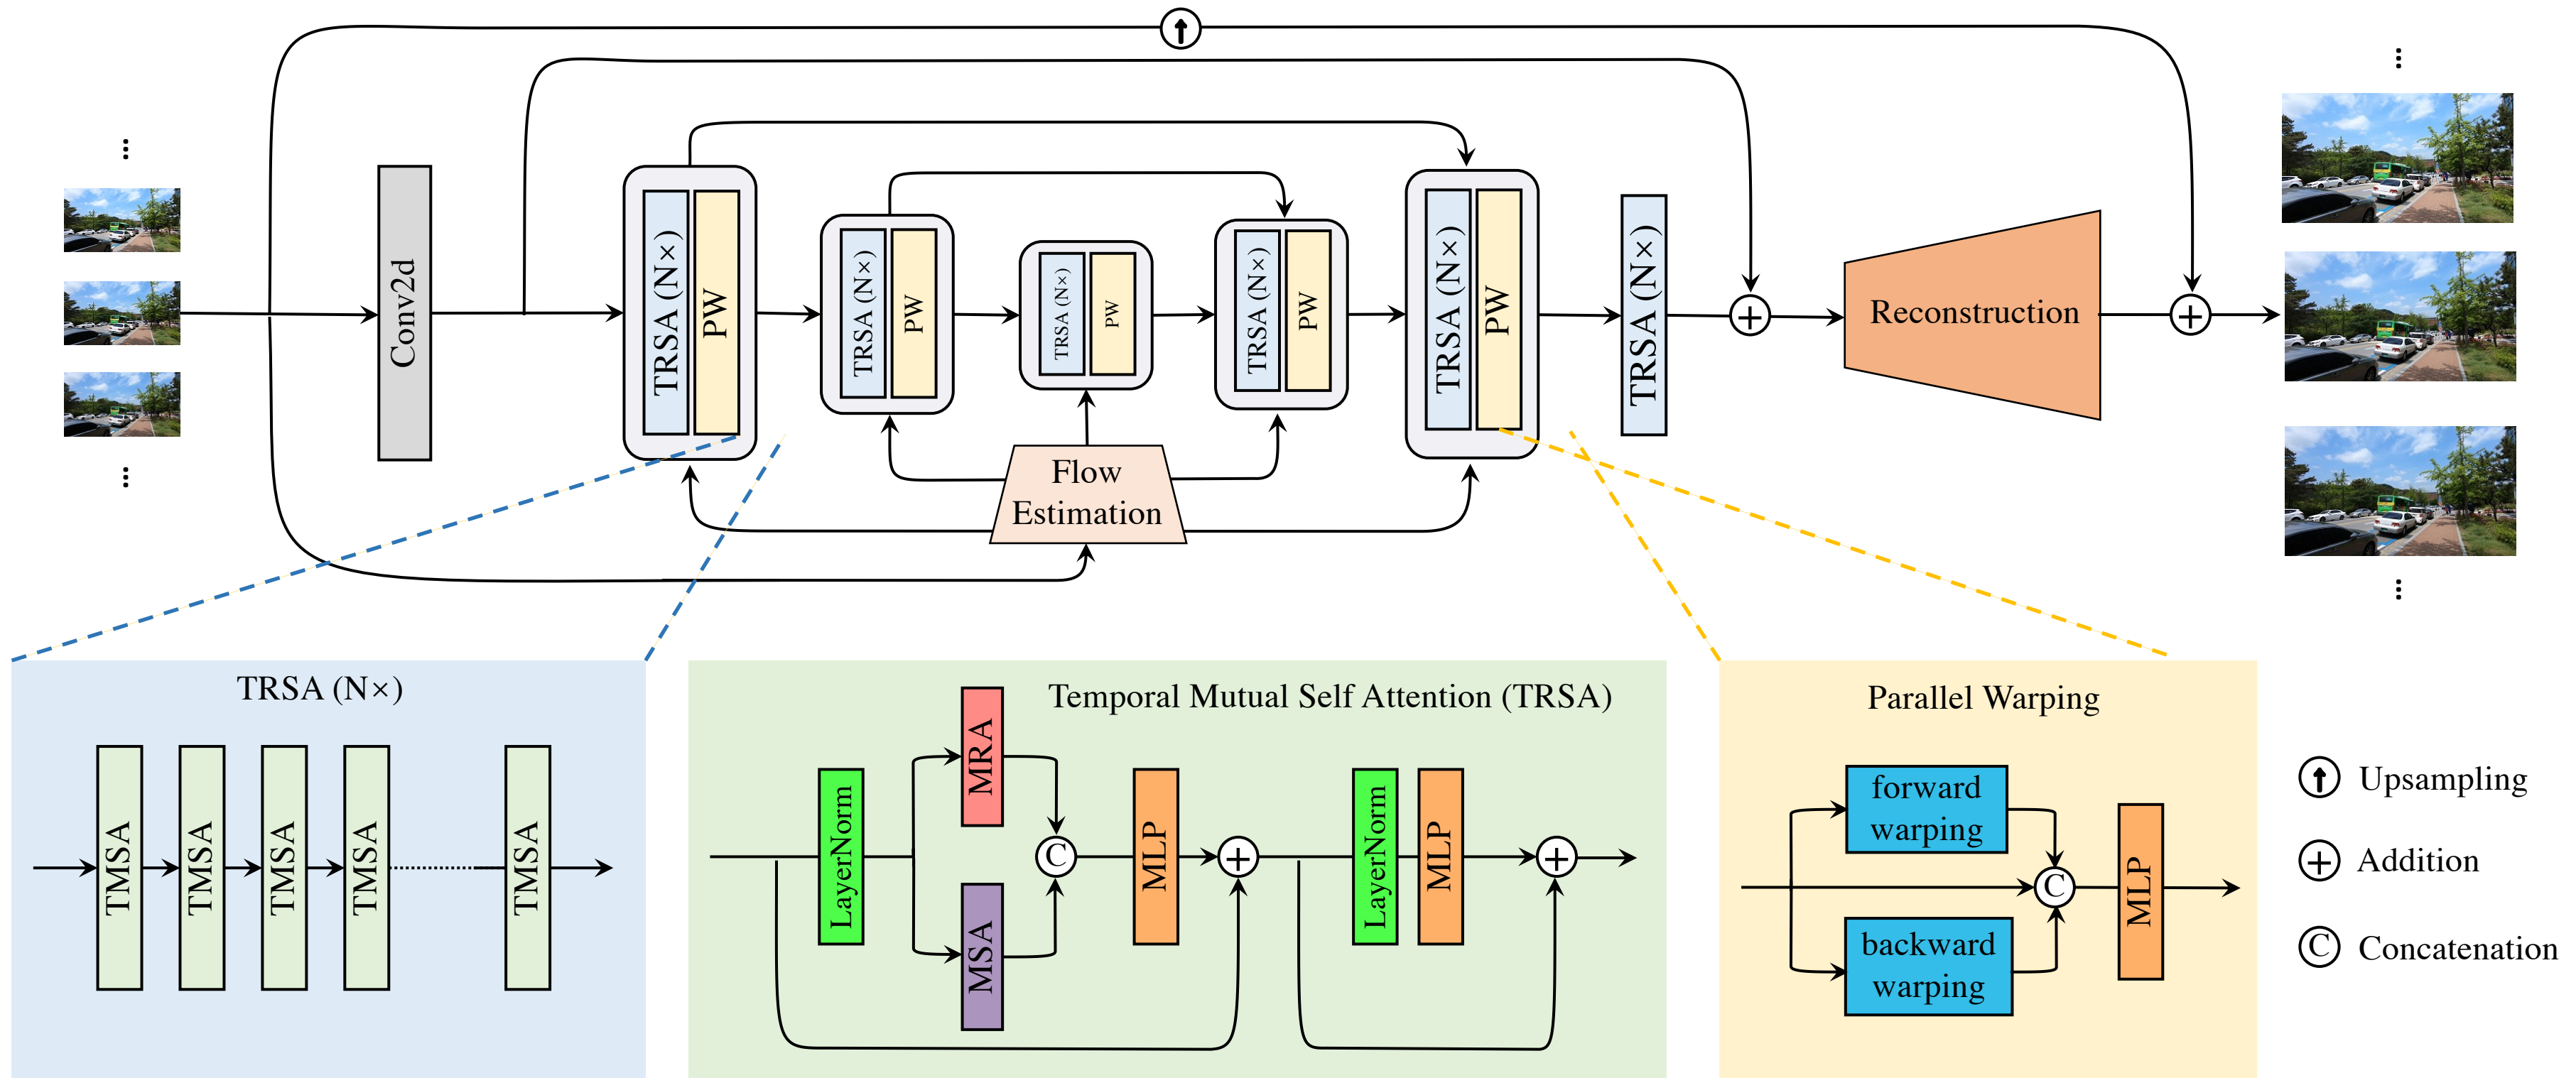 Conv2d
TRSA (N×)
PW
TRSA (N×)
PW
TRSA (N×)
PW
TRSA (N×)
PW
TRSA (N×)
PW
TRSA (N×)
Reconstruction
Flow
Estimation
TRSA (N×)
TMSA
TMSA
TMSA
TMSA
TMSA
Temporal Mutual Self Attention (TRSA)
LayerNorm
MRA
MSA
C
MLP
+
LayerNorm
MLP
+
Parallel Warping
forward
warping
backward
warping
C
MLP
Upsampling
+ Addition
C Concatenation